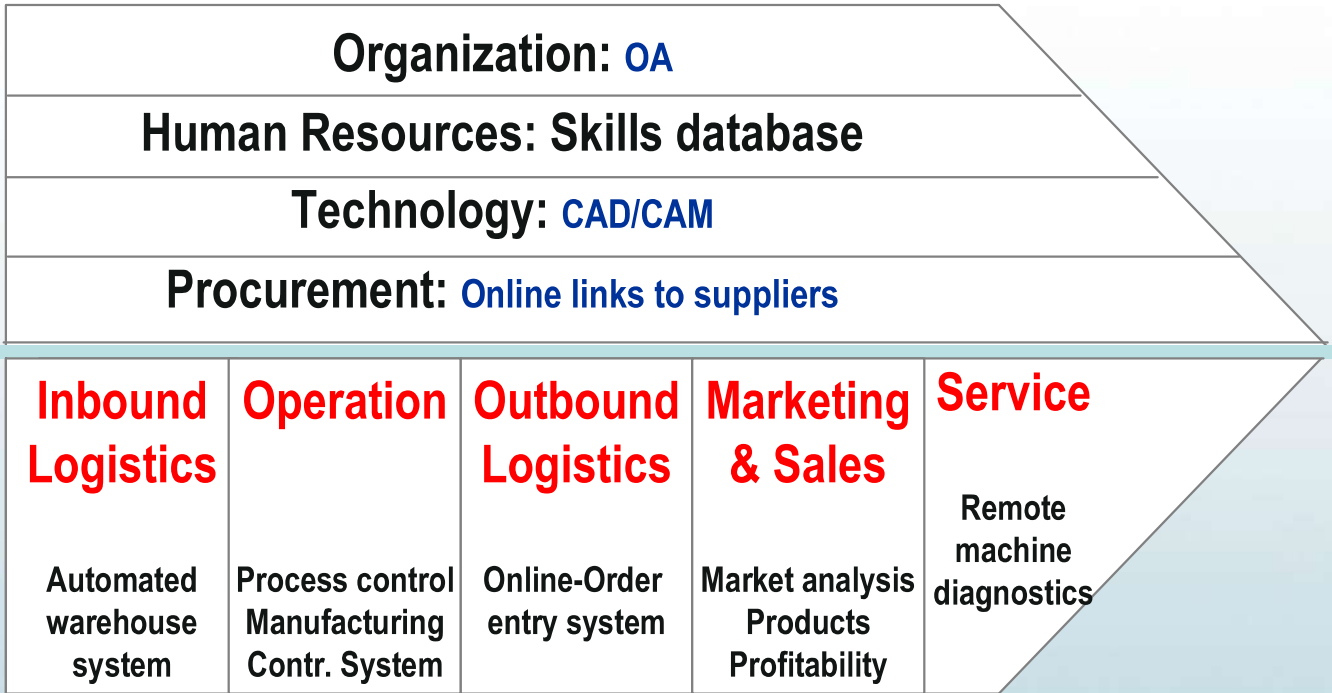 Organization: OA
Human Resources: Skills database
Technology: CAD/CAM
Procurement: Online links to suppliers
Inbound
Logistics
Automated
warehouse
system
Operation
Process control
Manufacturing
Contr. System
Outbound
Logistics
Online-Order
entry system
Marketing
& Sales
Market analysis
Products
Profitability
Service
Remote
machine
diagnostics